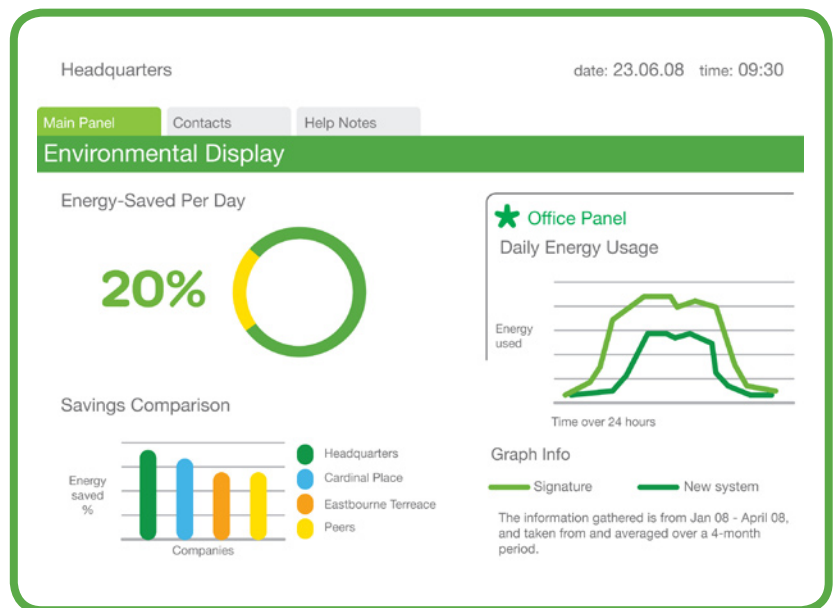 Headquarters
date: 23.06.08 time: 09:30
Main Panel
Contacts
Help Notes
Environmental Display
Energy-Saved Per Day
20%
Office Panel
Daily Energy Usage
Energy
used
Time over 24 hours
Savings Comparison
Energy
saved
%
Companies
Headquarters
Cardinal Place
Eastbourne Terreace
Peers
Graph Info
Signature
New system
The information gathered is from Jan 08 - April 08,
and taken from and averaged over a 4-month
period.